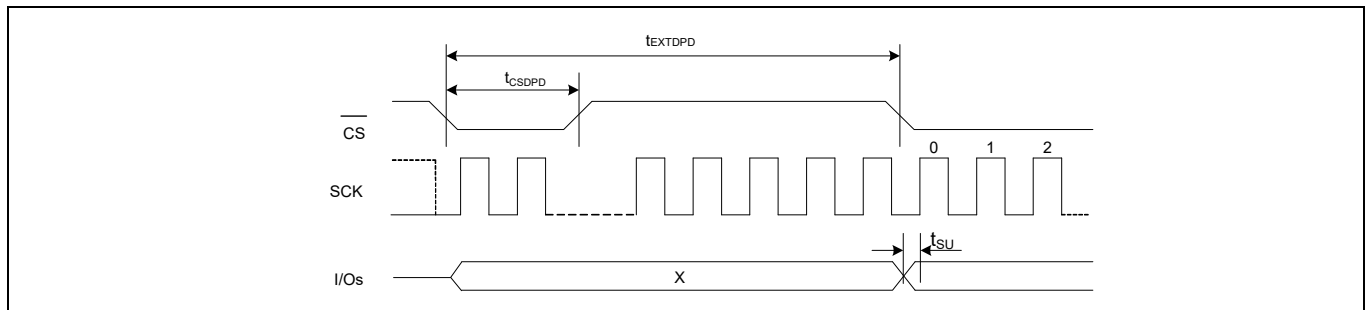 tEXTDPD
tCSDPD
CS
0 1 2
SCK
tSU
I/Os X